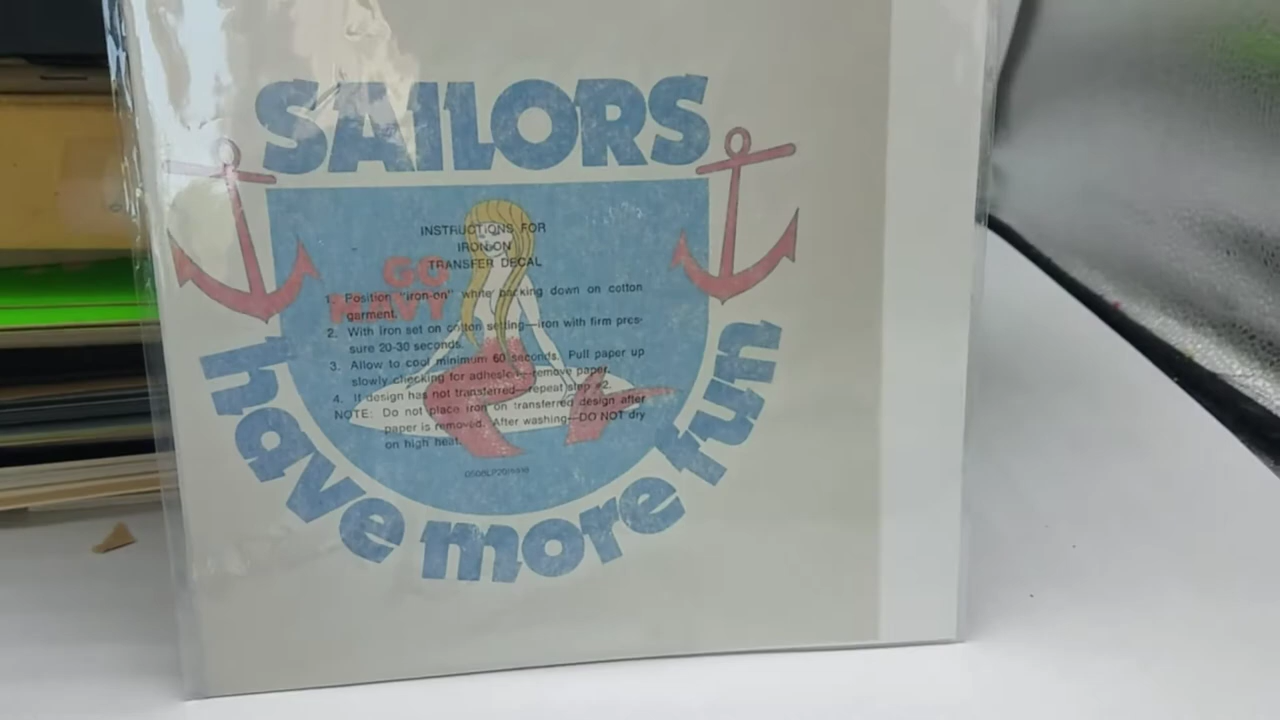 SAILORS
INSTRUCTIONS FOR
IRON-ON
TRANSFER DECAL
GO
NAVY
1. Position "iron-on" white backing down on cotton
garment.
2. With iron set on cotton setting—iron with firm pres-
sure 20-30 seconds.
3. Allow to cool minimum 60 seconds. Pull paper up
slowly checking for adhesive—remove paper.
4. If design has not transferred—repeat step #2.
NOTE: Do not place iron on transferred design after
paper is removed. After washing—DO NOT dry
on high heat.
have more fun